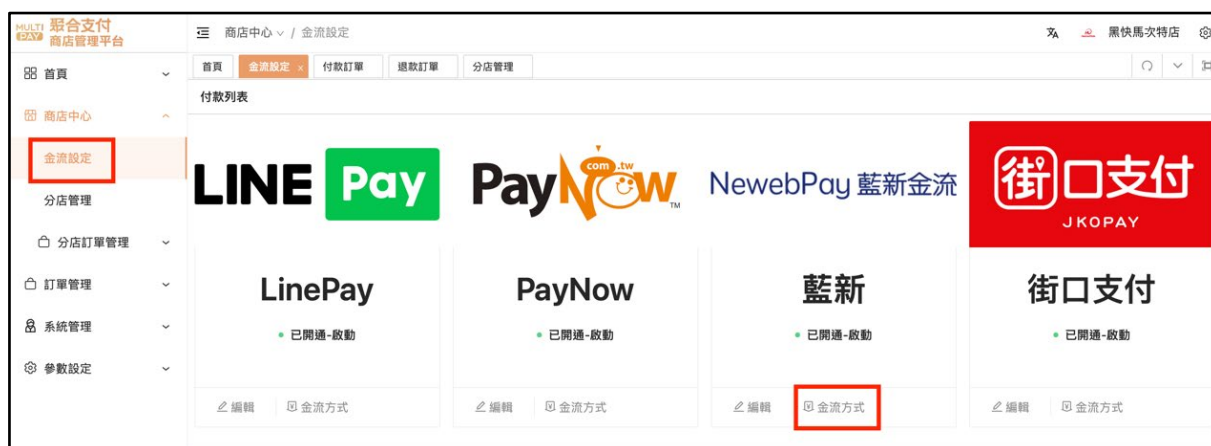 MULTI PAY 聚合支付 商店管理平台
商店中心 / 金流設定
黑快馬次特店
首頁
商店中心
金流設定
分店管理
分店訂單管理
訂單管理
系統管理
參數設定
首頁 金流設定 × 付款訂單 退款訂單 分店管理
付款列表
LINE Pay
PayNow .com.tw TM
NewebPay 藍新金流
街口支付
JKOPAY
LinePay
PayNow
藍新
街口支付
已開通-啟動
已開通-啟動
已開通-啟動
已開通-啟動
編輯 金流方式
編輯 金流方式
編輯 金流方式
編輯 金流方式